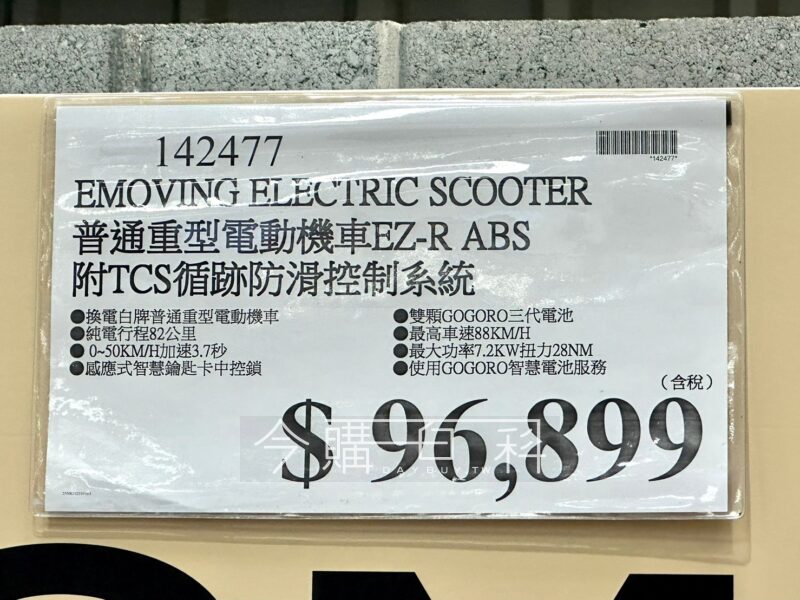 142477
*142477*
EMOVING ELECTRIC SCOOTER
普通重型電動機車EZ-R ABS
附TCS循跡防滑控制系統
●換電白牌普通重型電動機車
●純電行程82公里
●0~50KM/H加速3.7秒
●感應式智慧鑰匙卡中控鎖
●雙顆GOGORO三代電池
●最高車速88KM/H
●最大功率7.2KW扭力28NM
●使用GOGORO智慧電池服務
(含稅)
$ 96,899
今購百科
DAYBUY.TW